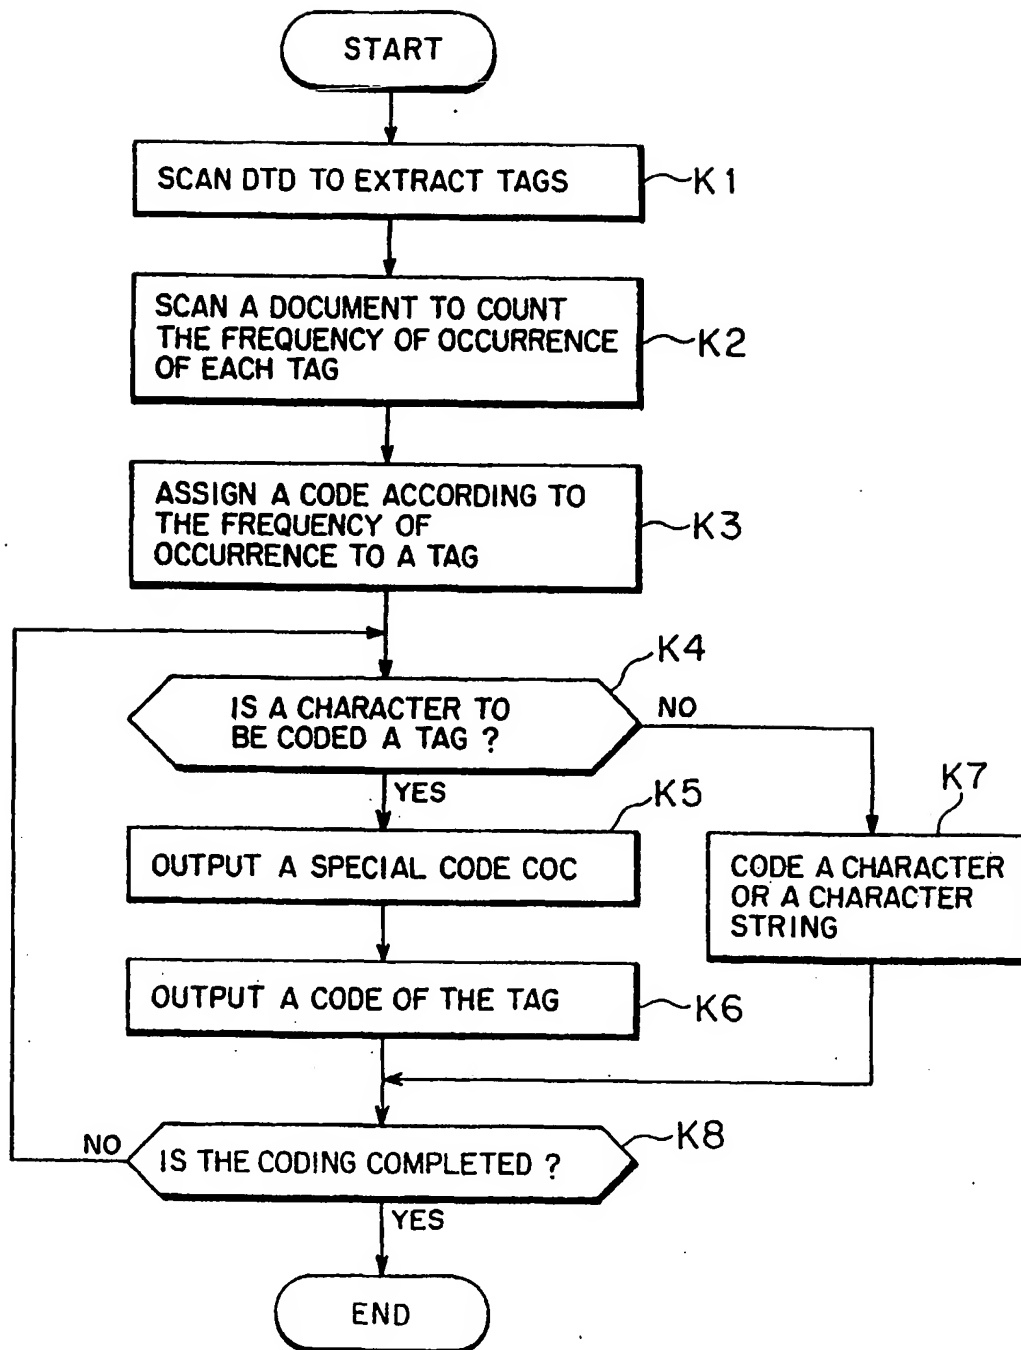 START
SCAN DTD TO EXTRACT TAGS
K1
SCAN A DOCUMENT TO COUNT
THE FREQUENCY OF OCCURRENCE
OF EACH TAG
K2
ASSIGN A CODE ACCORDING TO
THE FREQUENCY OF
OCCURRENCE TO A TAG
K3
K4
IS A CHARACTER TO
BE CODED A TAG ?
NO
YES
K5
K7
OUTPUT A SPECIAL CODE COC
CODE A CHARACTER
OR A CHARACTER
STRING
OUTPUT A CODE OF THE TAG
K6
K8
NO
IS THE CODING COMPLETED ?
YES
END